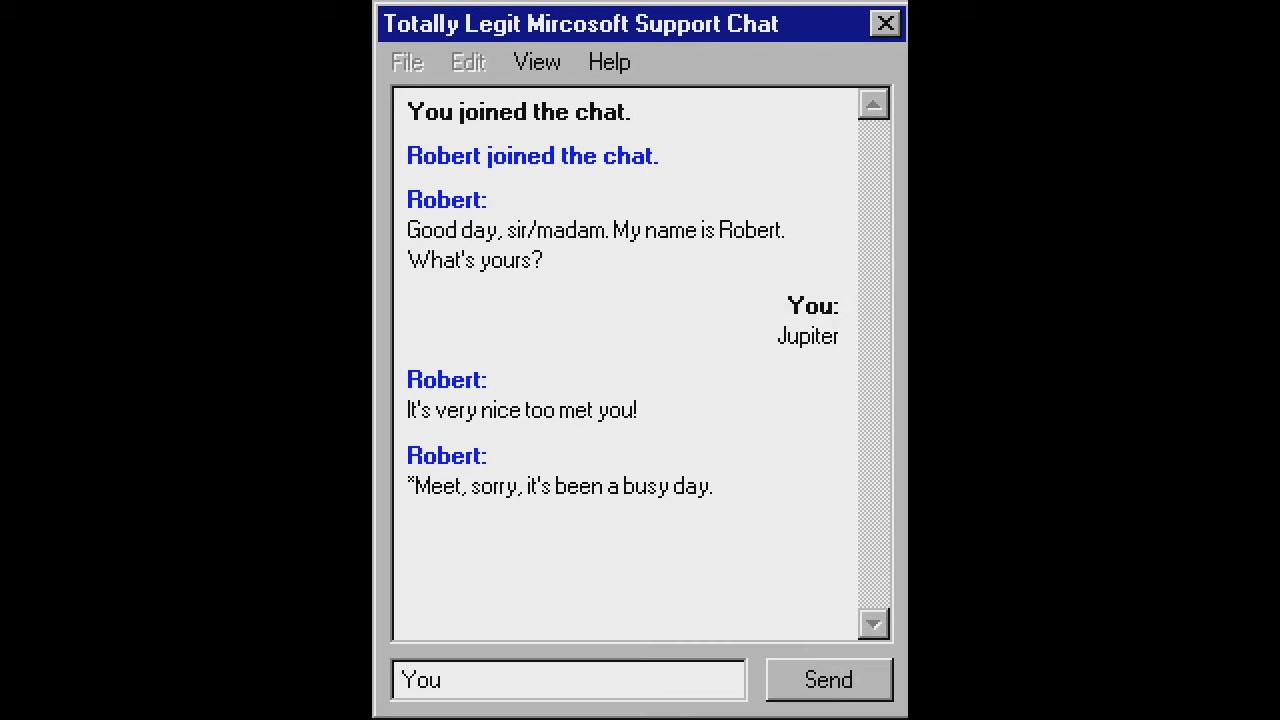 Totally Legit Mircosoft Support Chat
File Edit View Help
You joined the chat.
Robert joined the chat.
Robert:
Good day, sir/madam. My name is Robert.
What's yours?
You:
Jupiter
Robert:
It's very nice too met you!
Robert:
*Meet, sorry, it's been a busy day.
You
Send